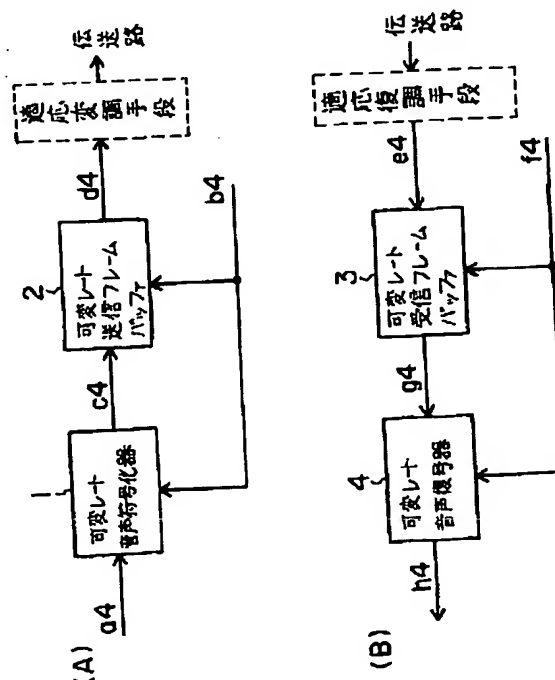 (A)
a4
1
可変レート
音声符号化器
c4
2
可変レート
送信フレーム
バッファ
b4
d4
適応変調手段
伝送路
(B)
h4
4
可変レート
音声復号器
g4
3
可変レート
受信フレーム
バッファ
f4
e4
適応復調手段
伝送路